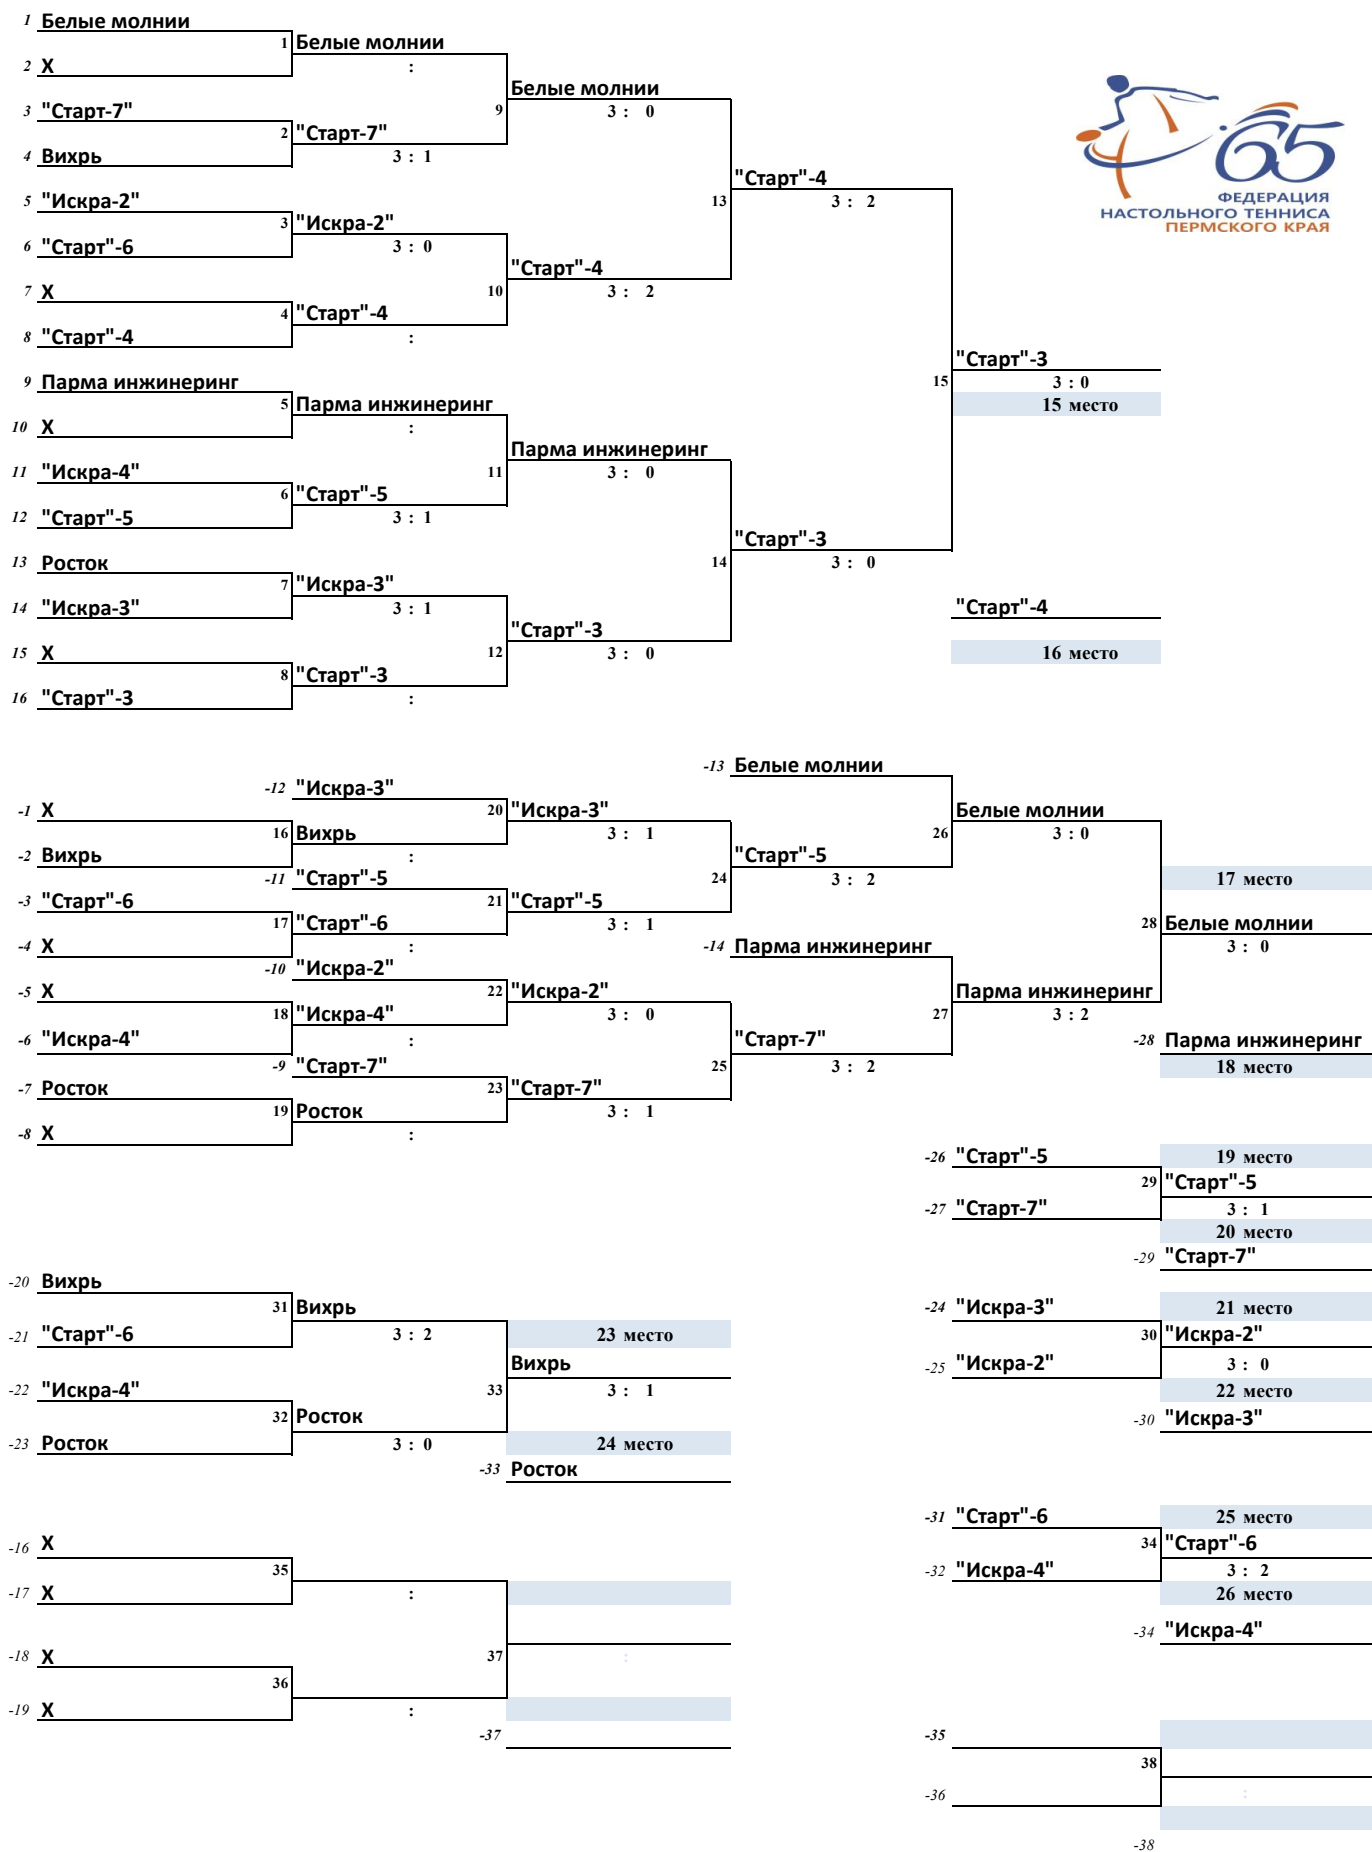 1 Белые молнии
1 Белые молнии
2 X
:
Белые молнии
3 "Старт-7"
9
3 : 0
2 "Старт-7"
4 Вихрь
3 : 1
"Старт"-4
5 "Искра-2"
13
3 : 2
3 "Искра-2"
6 "Старт"-6
3 : 0
"Старт"-4
7 X
10
3 : 2
4 "Старт"-4
8 "Старт"-4
:
65
ФЕДЕРАЦИЯ
НАСТОЛЬНОГО ТЕННИСА
ПЕРМСКОГО КРАЯ
"Старт"-3
9 Парма инжинеринг
15
3 : 0
5 Парма инжинеринг
15 место
10 X
:
Парма инжинеринг
11 "Искра-4"
11
3 : 0
6 "Старт"-5
12 "Старт"-5
3 : 1
"Старт"-3
13 Росток
14
3 : 0
7 "Искра-3"
14 "Искра-3"
3 : 1
"Старт"-4
"Старт"-3
15 X
12
3 : 0
16 место
8 "Старт"-3
16 "Старт"-3
:
-13 Белые молнии
-12 "Искра-3"
-1 X
20 "Искра-3"
Белые молнии
16 Вихрь
3 : 1
26
3 : 0
-2 Вихрь
:
"Старт"-5
-11 "Старт"-5
24
3 : 2
17 место
-3 "Старт"-6
21 "Старт"-5
17 "Старт"-6
3 : 1
28 Белые молнии
-4 X
:
-14 Парма инжинеринг
3 : 0
-10 "Искра-2"
-5 X
22 "Искра-2"
Парма инжинеринг
18 "Искра-4"
3 : 0
27
3 : 2
-6 "Искра-4"
:
"Старт-7"
-28 Парма инжинеринг
-9 "Старт-7"
25
3 : 2
18 место
-7 Росток
23 "Старт-7"
19 Росток
3 : 1
-8 X
:
-26 "Старт"-5
19 место
29 "Старт"-5
-27 "Старт-7"
3 : 1
20 место
-29 "Старт-7"
-20 Вихрь
31 Вихрь
-24 "Искра-3"
21 место
-21 "Старт"-6
3 : 2
23 место
30 "Искра-2"
Вихрь
-25 "Искра-2"
3 : 0
-22 "Искра-4"
33
3 : 1
22 место
32 Росток
-30 "Искра-3"
-23 Росток
3 : 0
24 место
-33 Росток
-31 "Старт"-6
25 место
-16 X
34 "Старт"-6
35
-32 "Искра-4"
3 : 2
-17 X
:
26 место
-34 "Искра-4"
-18 X
37
:
36
-19 X
:
-37
-35
38
-36
:
-38